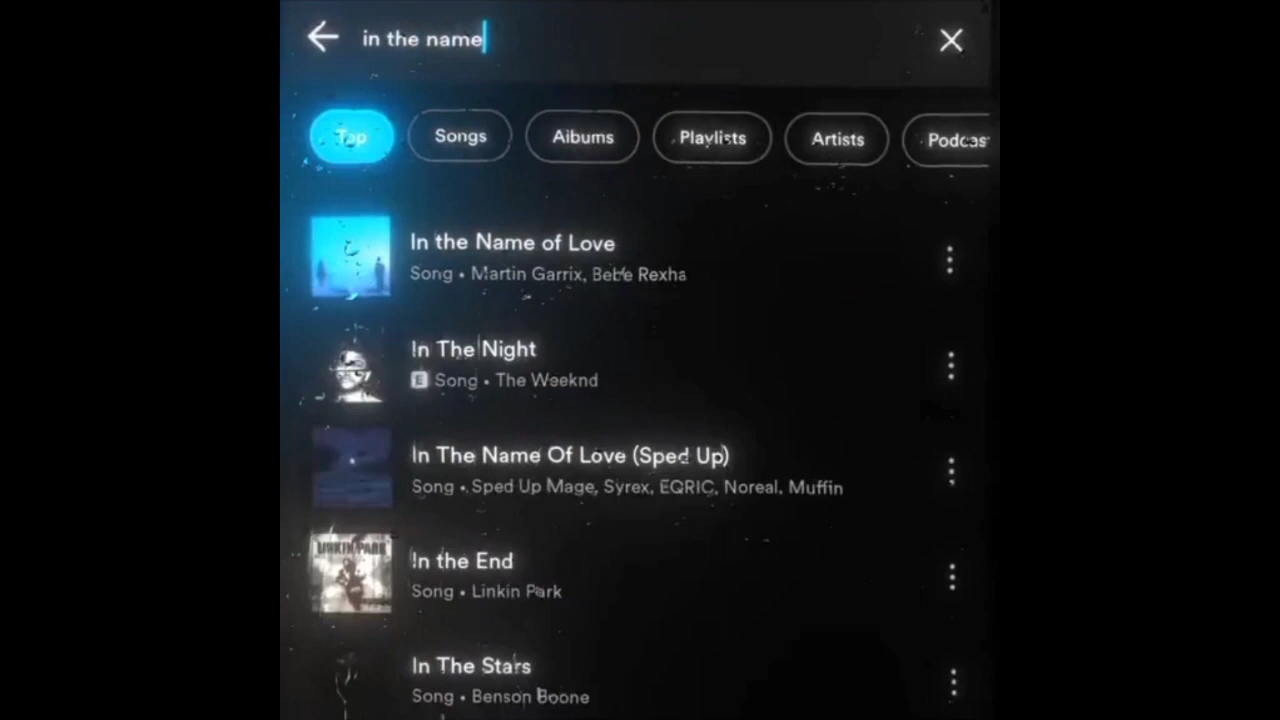 in the name
Top Songs Albums Playlists Artists Podcas
In the Name of Love
Song • Martin Garrix, Bebe Rexha
In The Night
E Song • The Weeknd
In The Name Of Love (Sped Up)
Song • Sped Up Mage, Syrex, EQRIC, Noreal, Muffin
LINKIN PARK
In the End
Song • Linkin Park
In The Stars
Song • Benson Boone